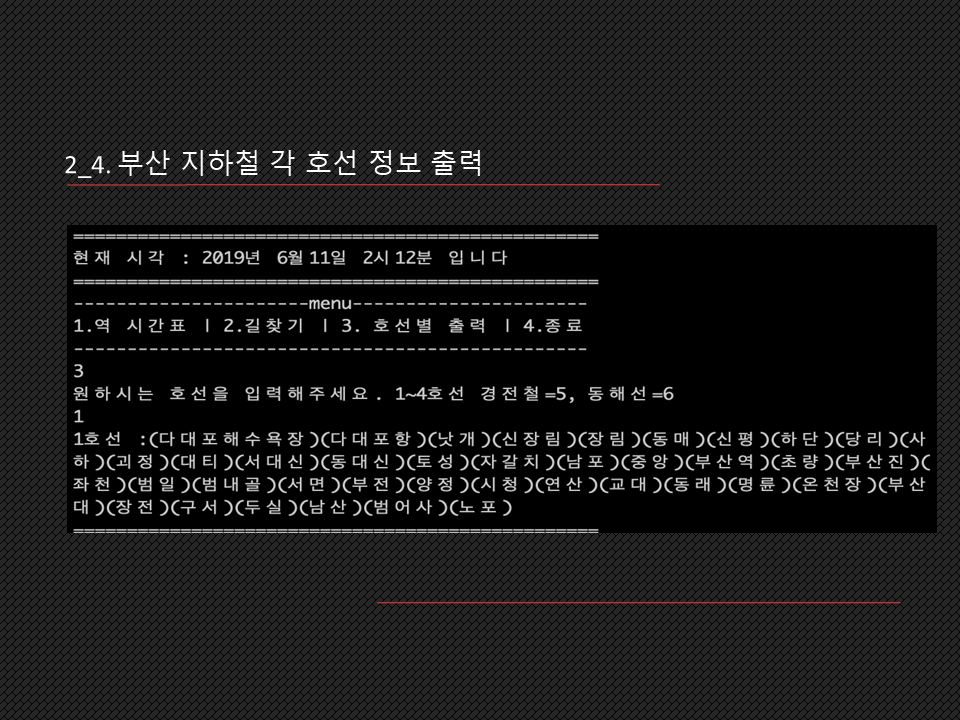 2_4. 부산 지하철 각 호선 정보 출력
=================================================
현재 시각 : 2019년 6월 11일 2시 12분 입니다
=================================================
----------------------menu----------------------
1.역 시간표 | 2.길찾기 | 3. 호선별 출력 | 4.종료
------------------------------------------------
3
원하시는 호선을 입력해주세요. 1~4호선 경전철=5, 동해선=6
1
1호선 :(다대포해수욕장)(다대포항)(낫개)(신장림)(장림)(동매)(신평)(하단)(당리)(사
하)(괴정)(대티)(서대신)(동대신)(토성)(자갈치)(남포)(중앙)(부산역)(초량)(부산진)(
좌천)(범일)(범내골)(서면)(부전)(양정)(시청)(연산)(교대)(동래)(명륜)(온천장)(부산
대)(장전)(구서)(두실)(남산)(범어사)(노포)
=================================================